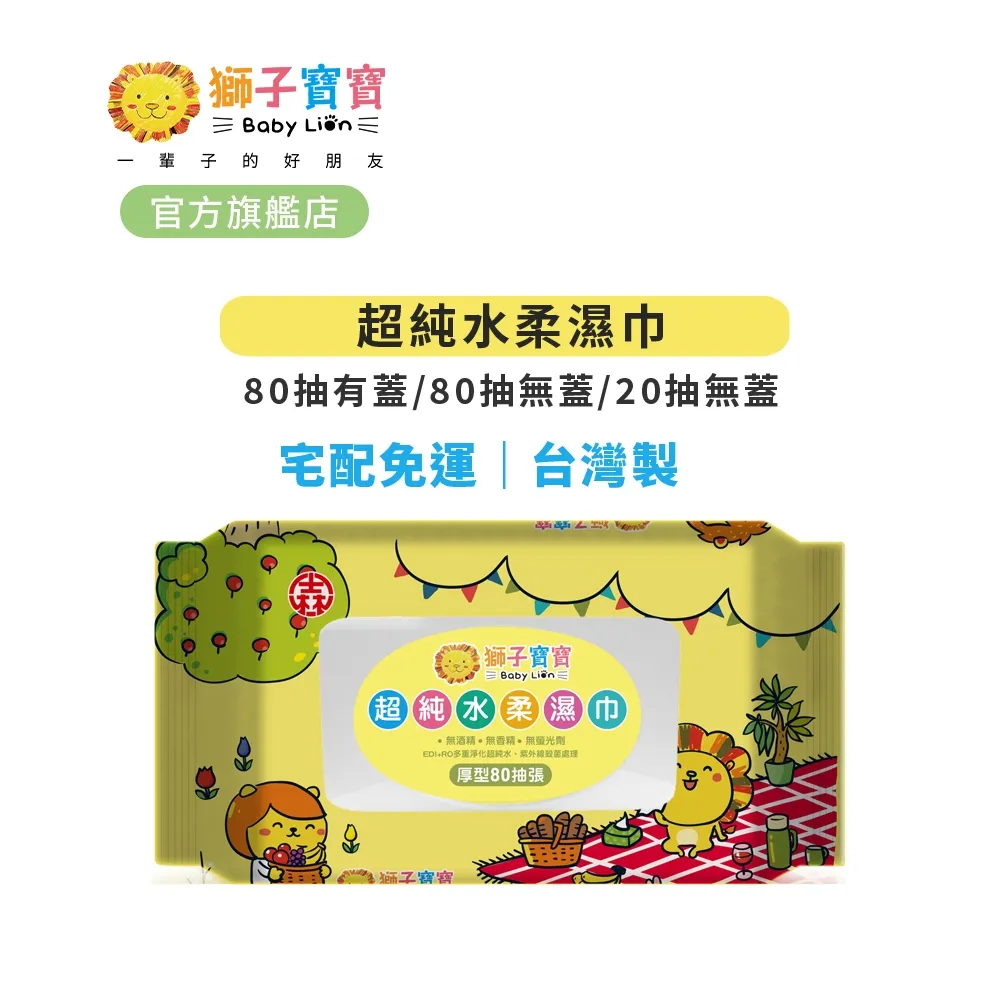 獅子寶寶
Baby Lion
一輩子的好朋友
官方旗艦店
超純水柔濕巾
80抽有蓋/80抽無蓋/20抽無蓋
宅配免運｜台灣製
獅子寶寶
Baby Lion
超純水柔濕巾
• 無酒精 • 無香精 • 無螢光劑
EDI+RO多重淨化超純水、紫外線殺菌處理
厚型80抽張
獅子寶寶